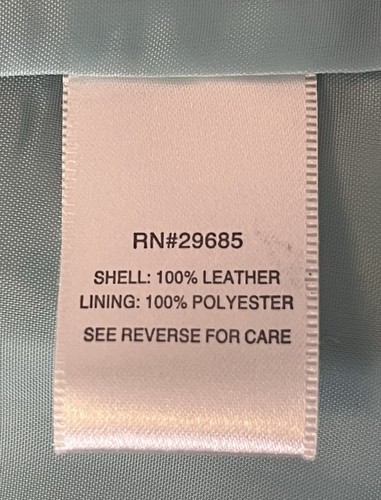 RN#29685
SHELL: 100% LEATHER
LINING: 100% POLYESTER
SEE REVERSE FOR CARE